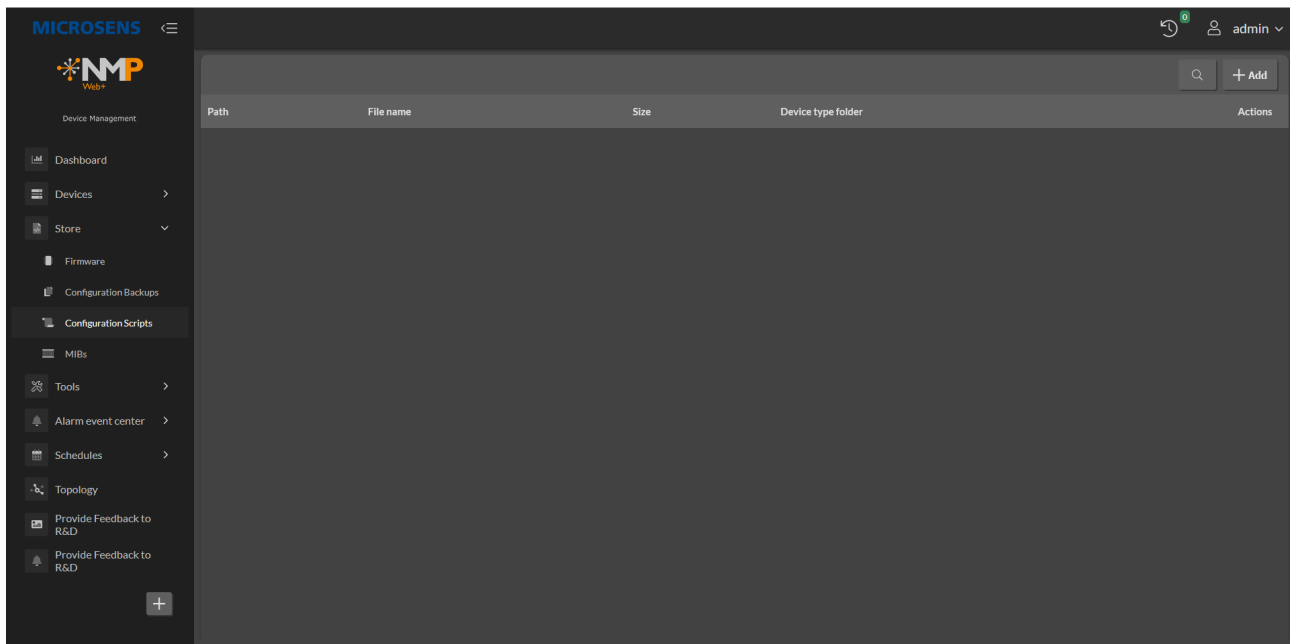 MICROSENS
0
admin
NMP
Web+
Device Management
Add
Path File name Size Device type folder Actions
Dashboard
Devices
Store
Firmware
Configuration Backups
Configuration Scripts
MIBs
Tools
Alarm event center
Schedules
Topology
Provide Feedback to
R&D
Provide Feedback to
R&D